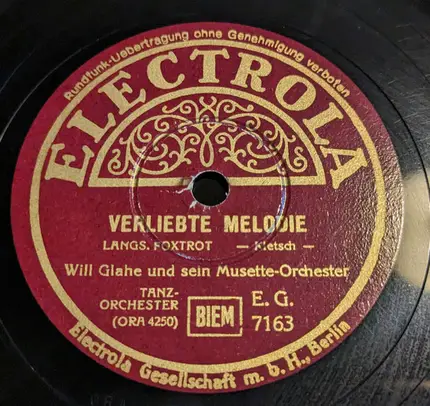 Rundfunk-Uebertragung ohne Genehmigung verboten
ELECTROLA
VERLIEBTE MELODIE
LANGS. FOXTROT — Kletsch —
Will Glahe und sein Musette-Orchester
TANZ-
ORCHESTER
(ORA 4250)
BIEM
E. G.
7163
Electrola Gesellschaft m. b. H., Berlin